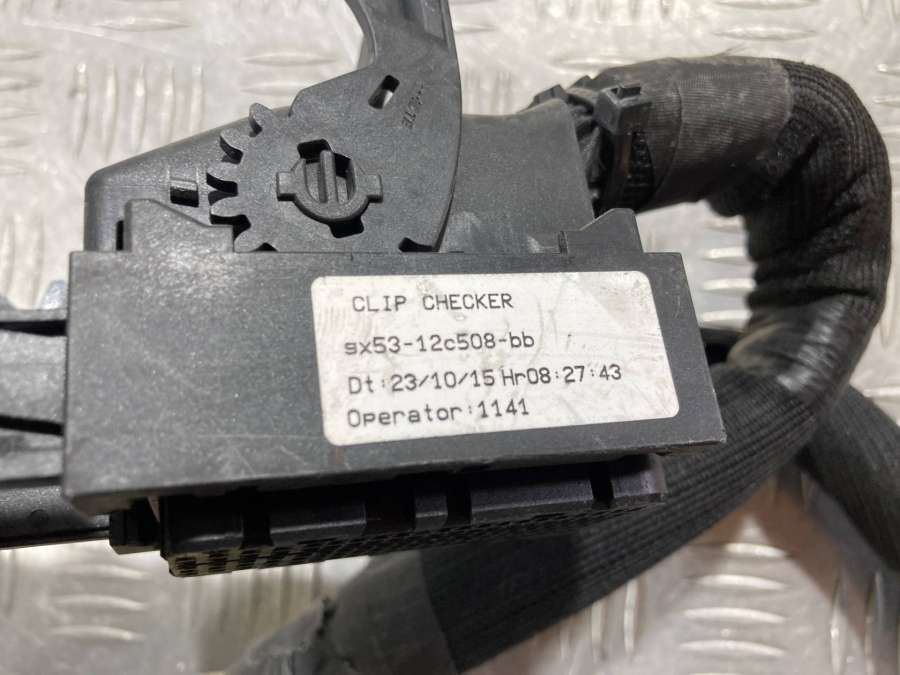 CLIP CHECKER
gx53-12c508-bb
Dt:23/10/15 Hr08:27:43
Operator:1141